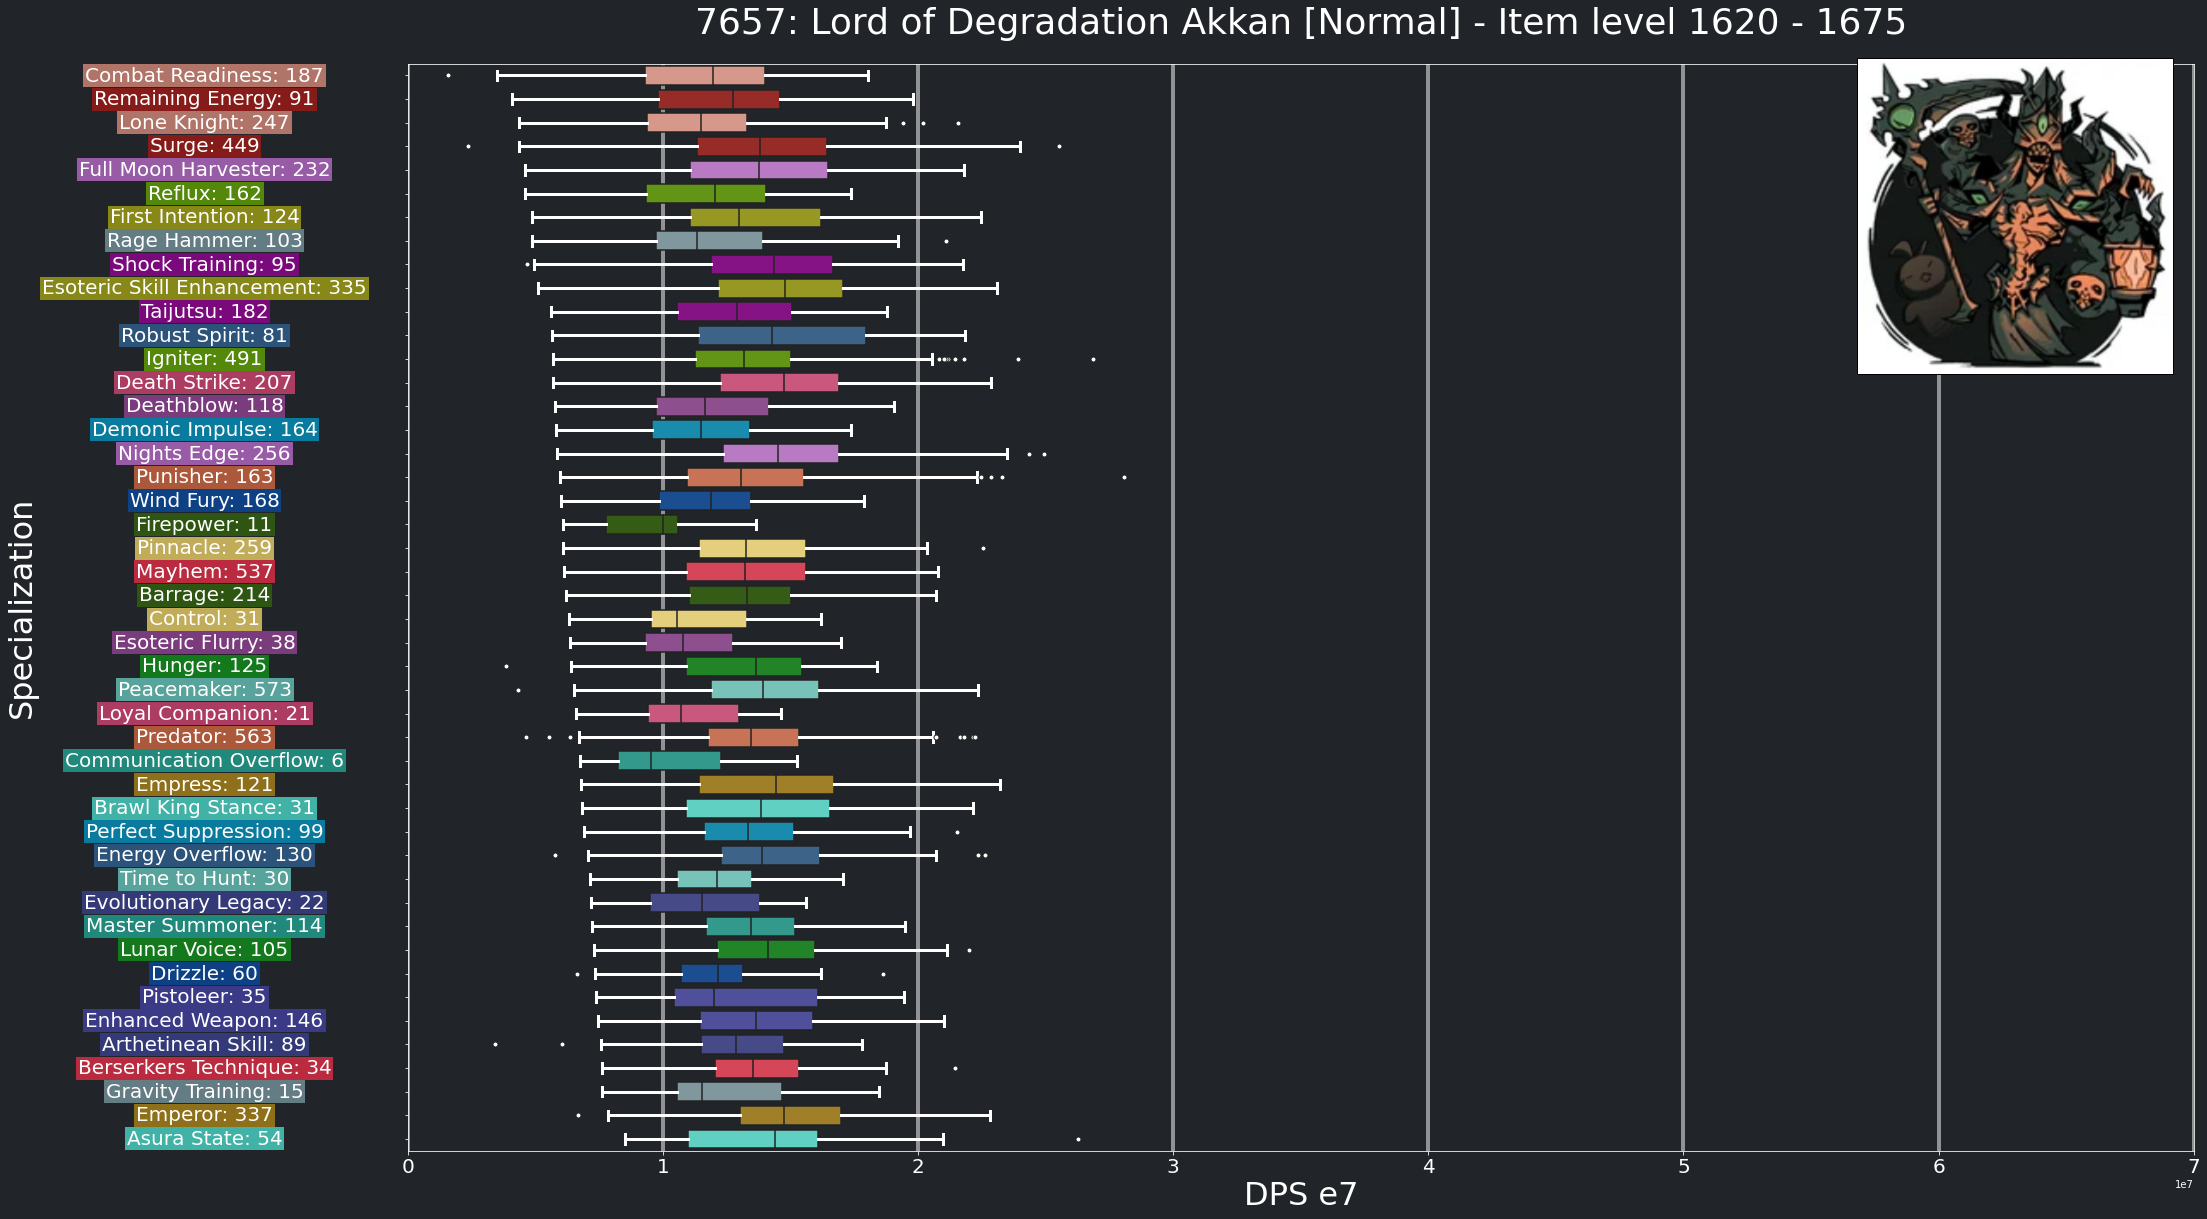 7657: Lord of Degradation Akkan [Normal] - Item level 1620 - 1675
Combat Readiness: 187
Remaining Energy: 91
Lone Knight: 247
Surge: 449
Full Moon Harvester: 232
Reflux: 162
First Intention: 124
Rage Hammer: 103
Shock Training: 95
Esoteric Skill Enhancement: 335
Taijutsu: 182
Robust Spirit: 81
Igniter: 491
Death Strike: 207
Deathblow: 118
Demonic Impulse: 164
Nights Edge: 256
Punisher: 163
Wind Fury: 168
Firepower: 11
Pinnacle: 259
Mayhem: 537
Barrage: 214
Control: 31
Esoteric Flurry: 38
Hunger: 125
Peacemaker: 573
Loyal Companion: 21
Predator: 563
Communication Overflow: 6
Empress: 121
Brawl King Stance: 31
Perfect Suppression: 99
Energy Overflow: 130
Time to Hunt: 30
Evolutionary Legacy: 22
Master Summoner: 114
Lunar Voice: 105
Drizzle: 60
Pistoleer: 35
Enhanced Weapon: 146
Arthetinean Skill: 89
Berserkers Technique: 34
Gravity Training: 15
Emperor: 337
Asura State: 54
Specialization
0 1 2 3 4 5 6 7
1e7
DPS e7